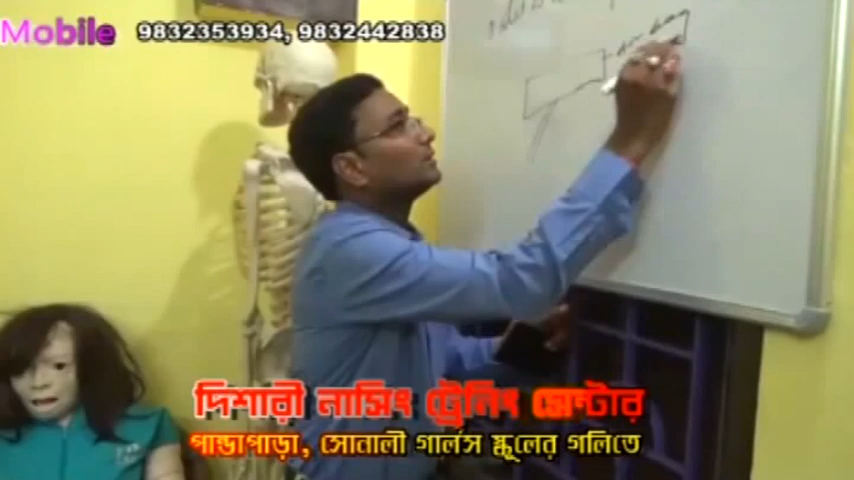 Mobile 9832353934, 9832442838
দিশারী নার্সিং ট্রেনিং সেন্টার
পান্ডাপাড়া, সোনালী গার্লস স্কুলের গলিতে